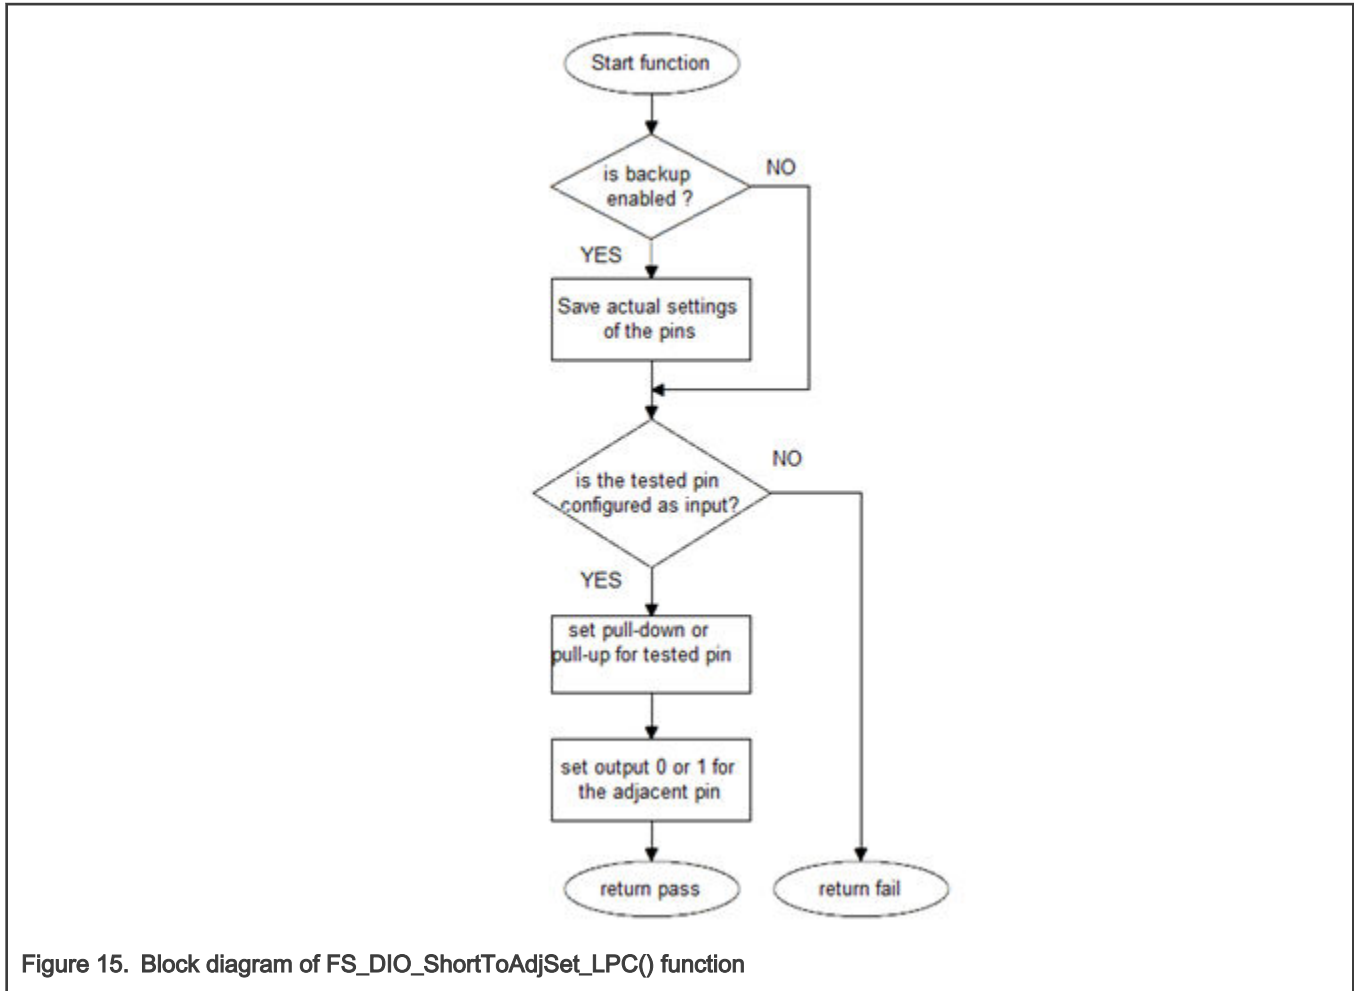 Start function
is backup
enabled ?
NO
YES
Save actual settings
of the pins
is the tested pin
configured as input?
NO
YES
set pull-down or
pull-up for tested pin
set output 0 or 1 for
the adjacent pin
return pass
return fail
Figure 15. Block diagram of FS_DIO_ShortToAdjSet_LPC() function